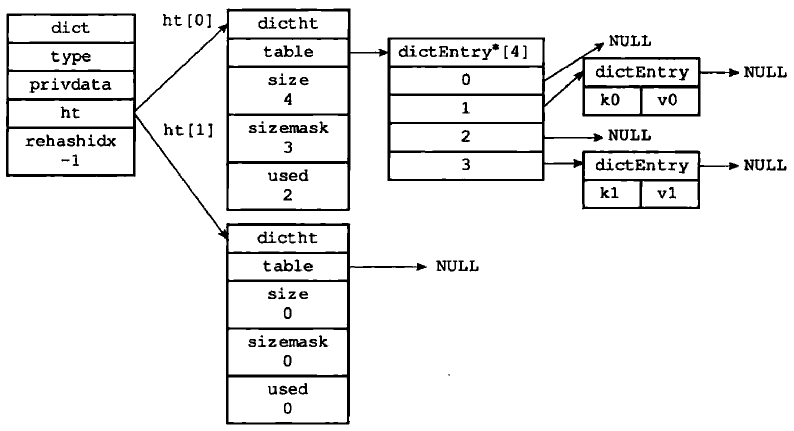 dict
type
privdata
ht
rehashidx
-1
ht[0]
ht[1]
dictht
table
size
4
sizemask
3
used
2
dictht
table
NULL
size
0
sizemask
0
used
0
dictEntry*[4]
0
1
2
3
NULL
dictEntry
NULL
k0 v0
NULL
dictEntry
NULL
k1 v1